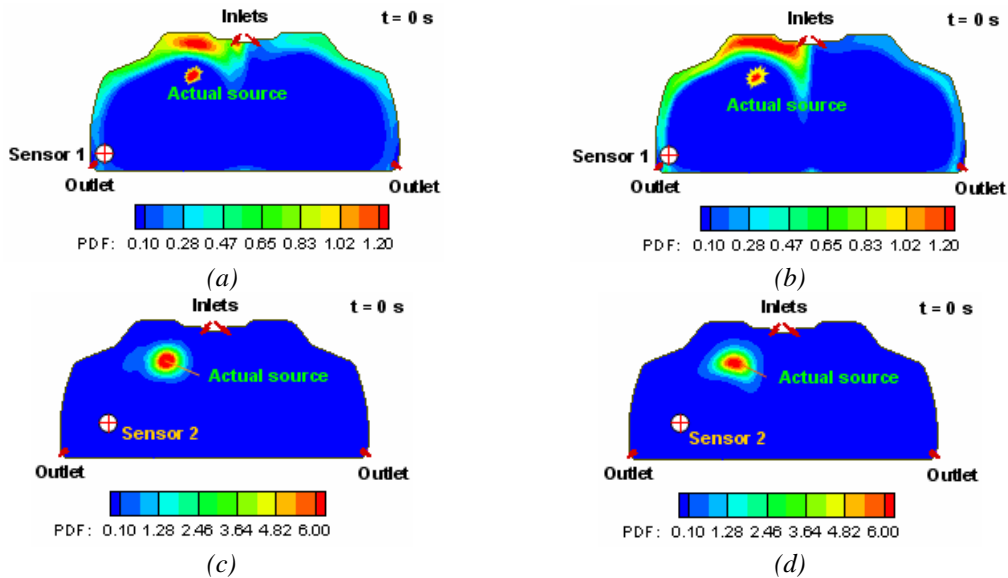 Inlets t = 0 s
Actual source
Sensor 1
Outlet Outlet
PDF: 0.10 0.28 0.47 0.65 0.83 1.02 1.20
(a)
Inlets t = 0 s
Actual source
Sensor 1
Outlet Outlet
PDF: 0.10 0.28 0.47 0.65 0.83 1.02 1.20
(b)
Inlets t = 0 s
Actual source
Sensor 2
Outlet Outlet
PDF: 0.10 1.28 2.46 3.64 4.82 6.00
(c)
Inlets t = 0 s
Actual source
Sensor 2
Outlet Outlet
PDF: 0.10 1.28 2.46 3.64 4.82 6.00
(d)